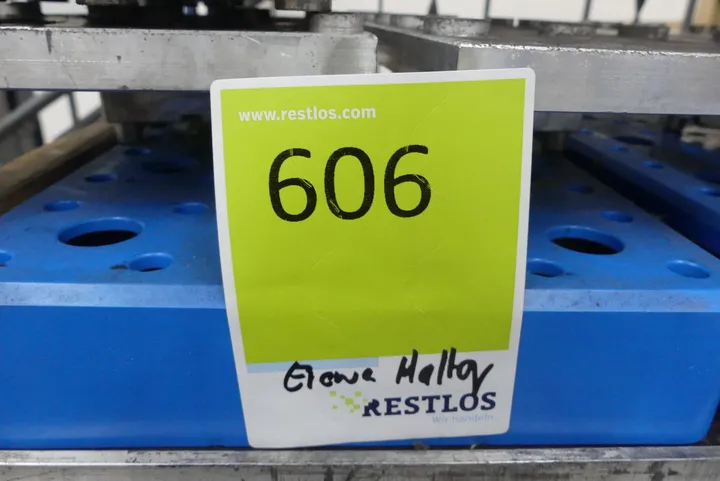 www.restlos.com
606
Erowa Halter
RESTLOS
Wir handeln.